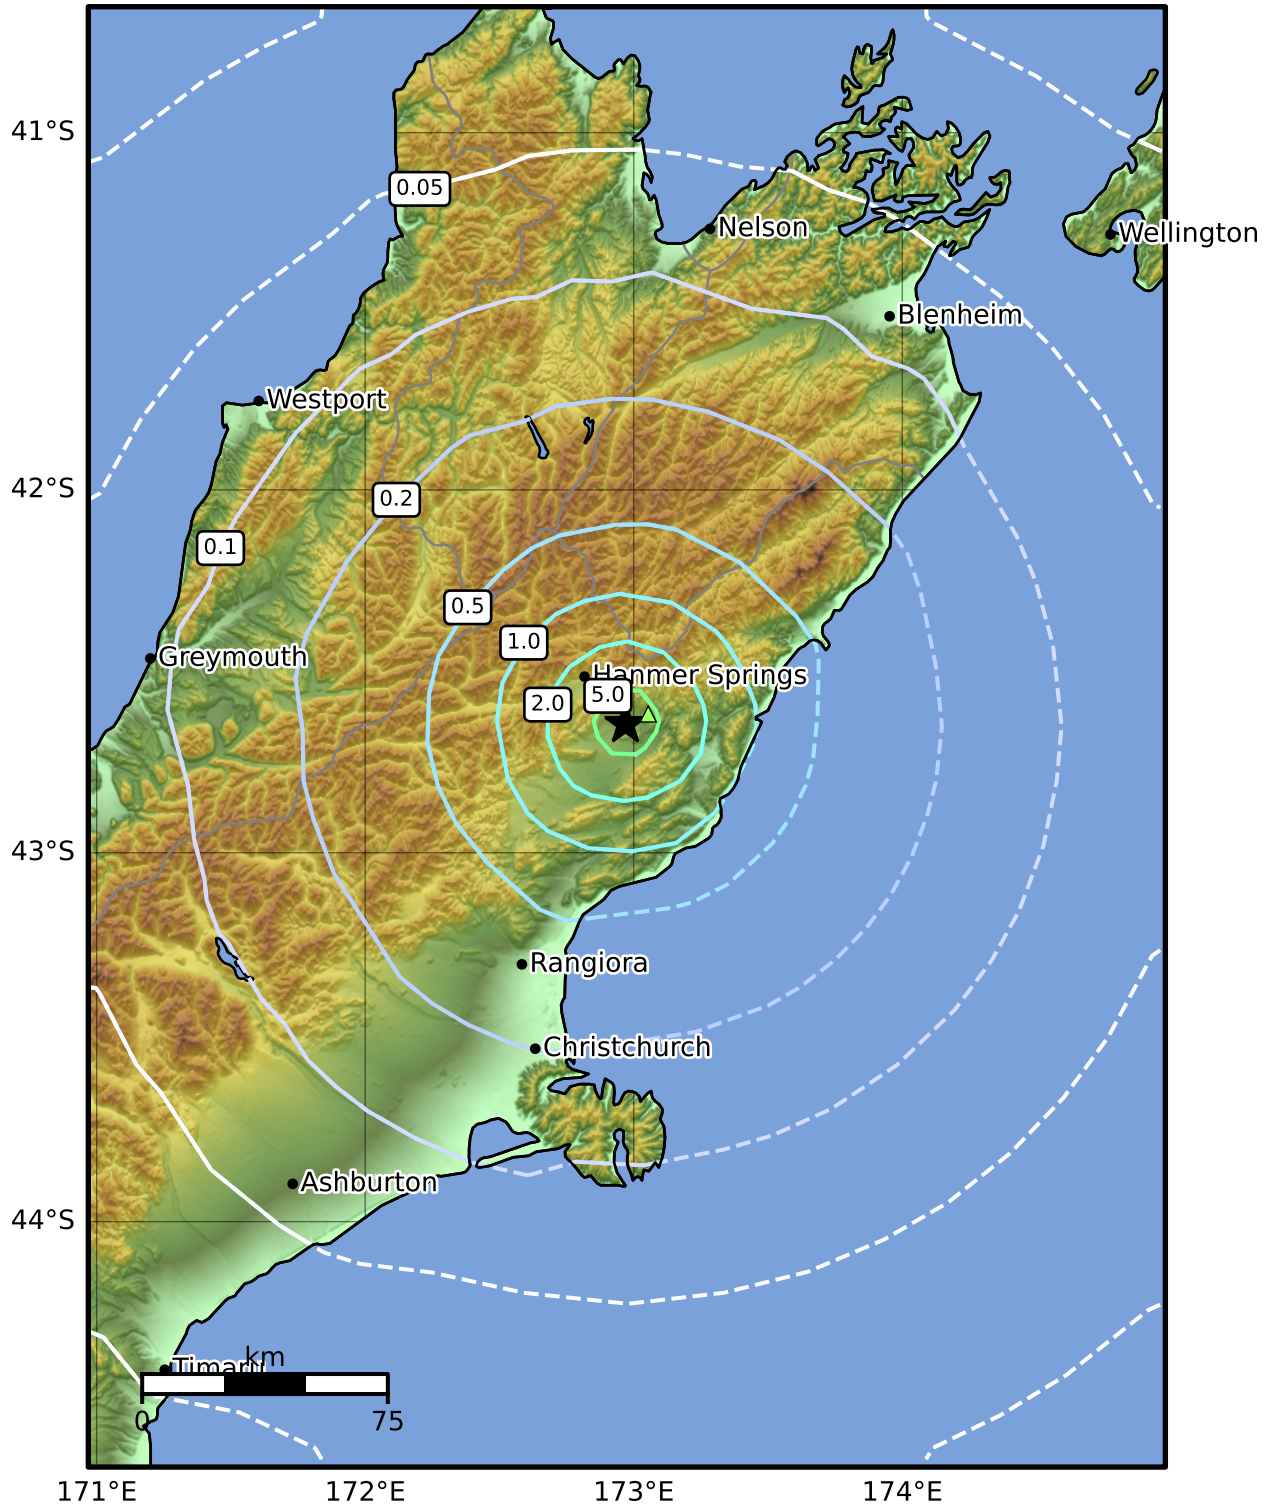 41°S
0.05
Nelson
Wellington
Blenheim
Westport
42°S
0.2
0.1
0.5
1.0
Greymouth
Hanmer Springs
5.0
2.0
43°S
Rangiora
Christchurch
Ashburton
44°S
km
Timaru
0
75
171°E
172°E
173°E
174°E